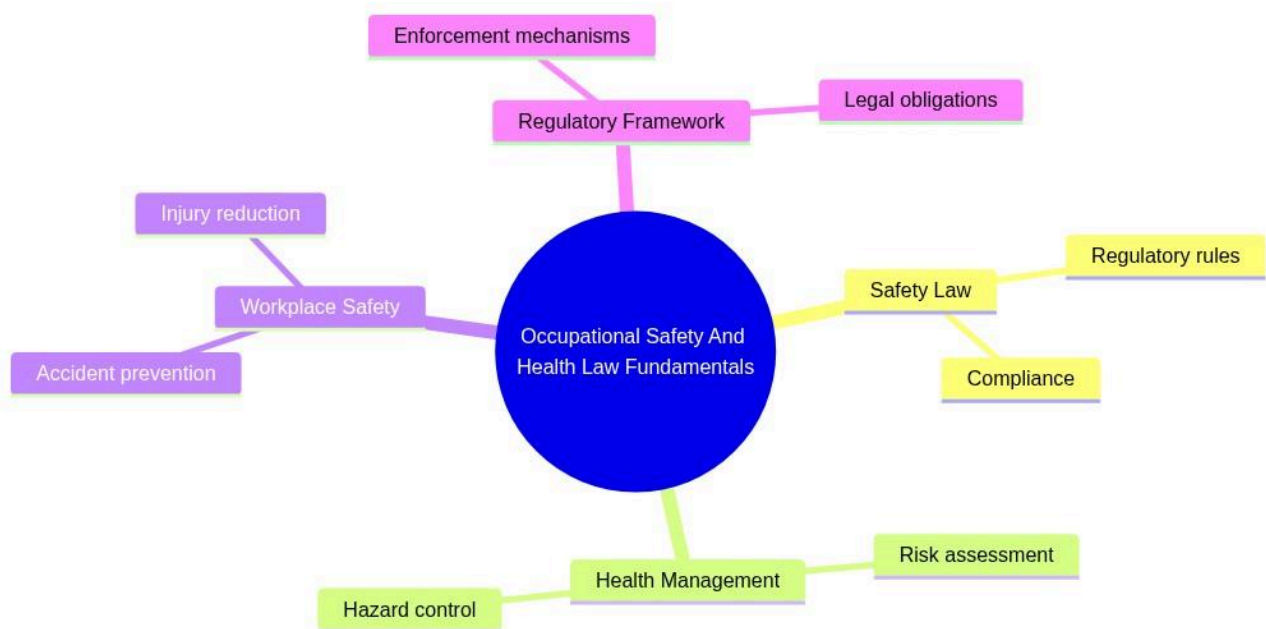 Enforcement mechanisms
Legal obligations
Regulatory Framework
Injury reduction
Regulatory rules
Safety Law
Workplace Safety
Occupational Safety And
Health Law Fundamentals
Accident prevention
Compliance
Risk assessment
Health Management
Hazard control